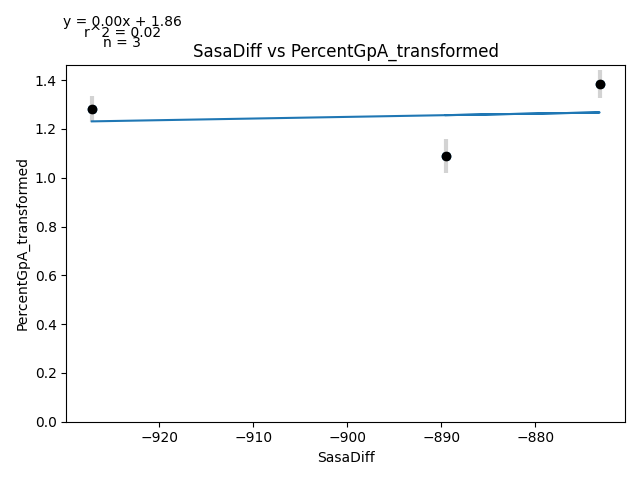 y = 0.00x + 1.86
r^2 = 0.02
n = 3
SasaDiff vs PercentGpA_transformed
1.4
1.2
1.0
0.8
0.6
0.4
0.2
0.0
PercentGpA_transformed
−920
−910
−900
−890
−880
SasaDiff